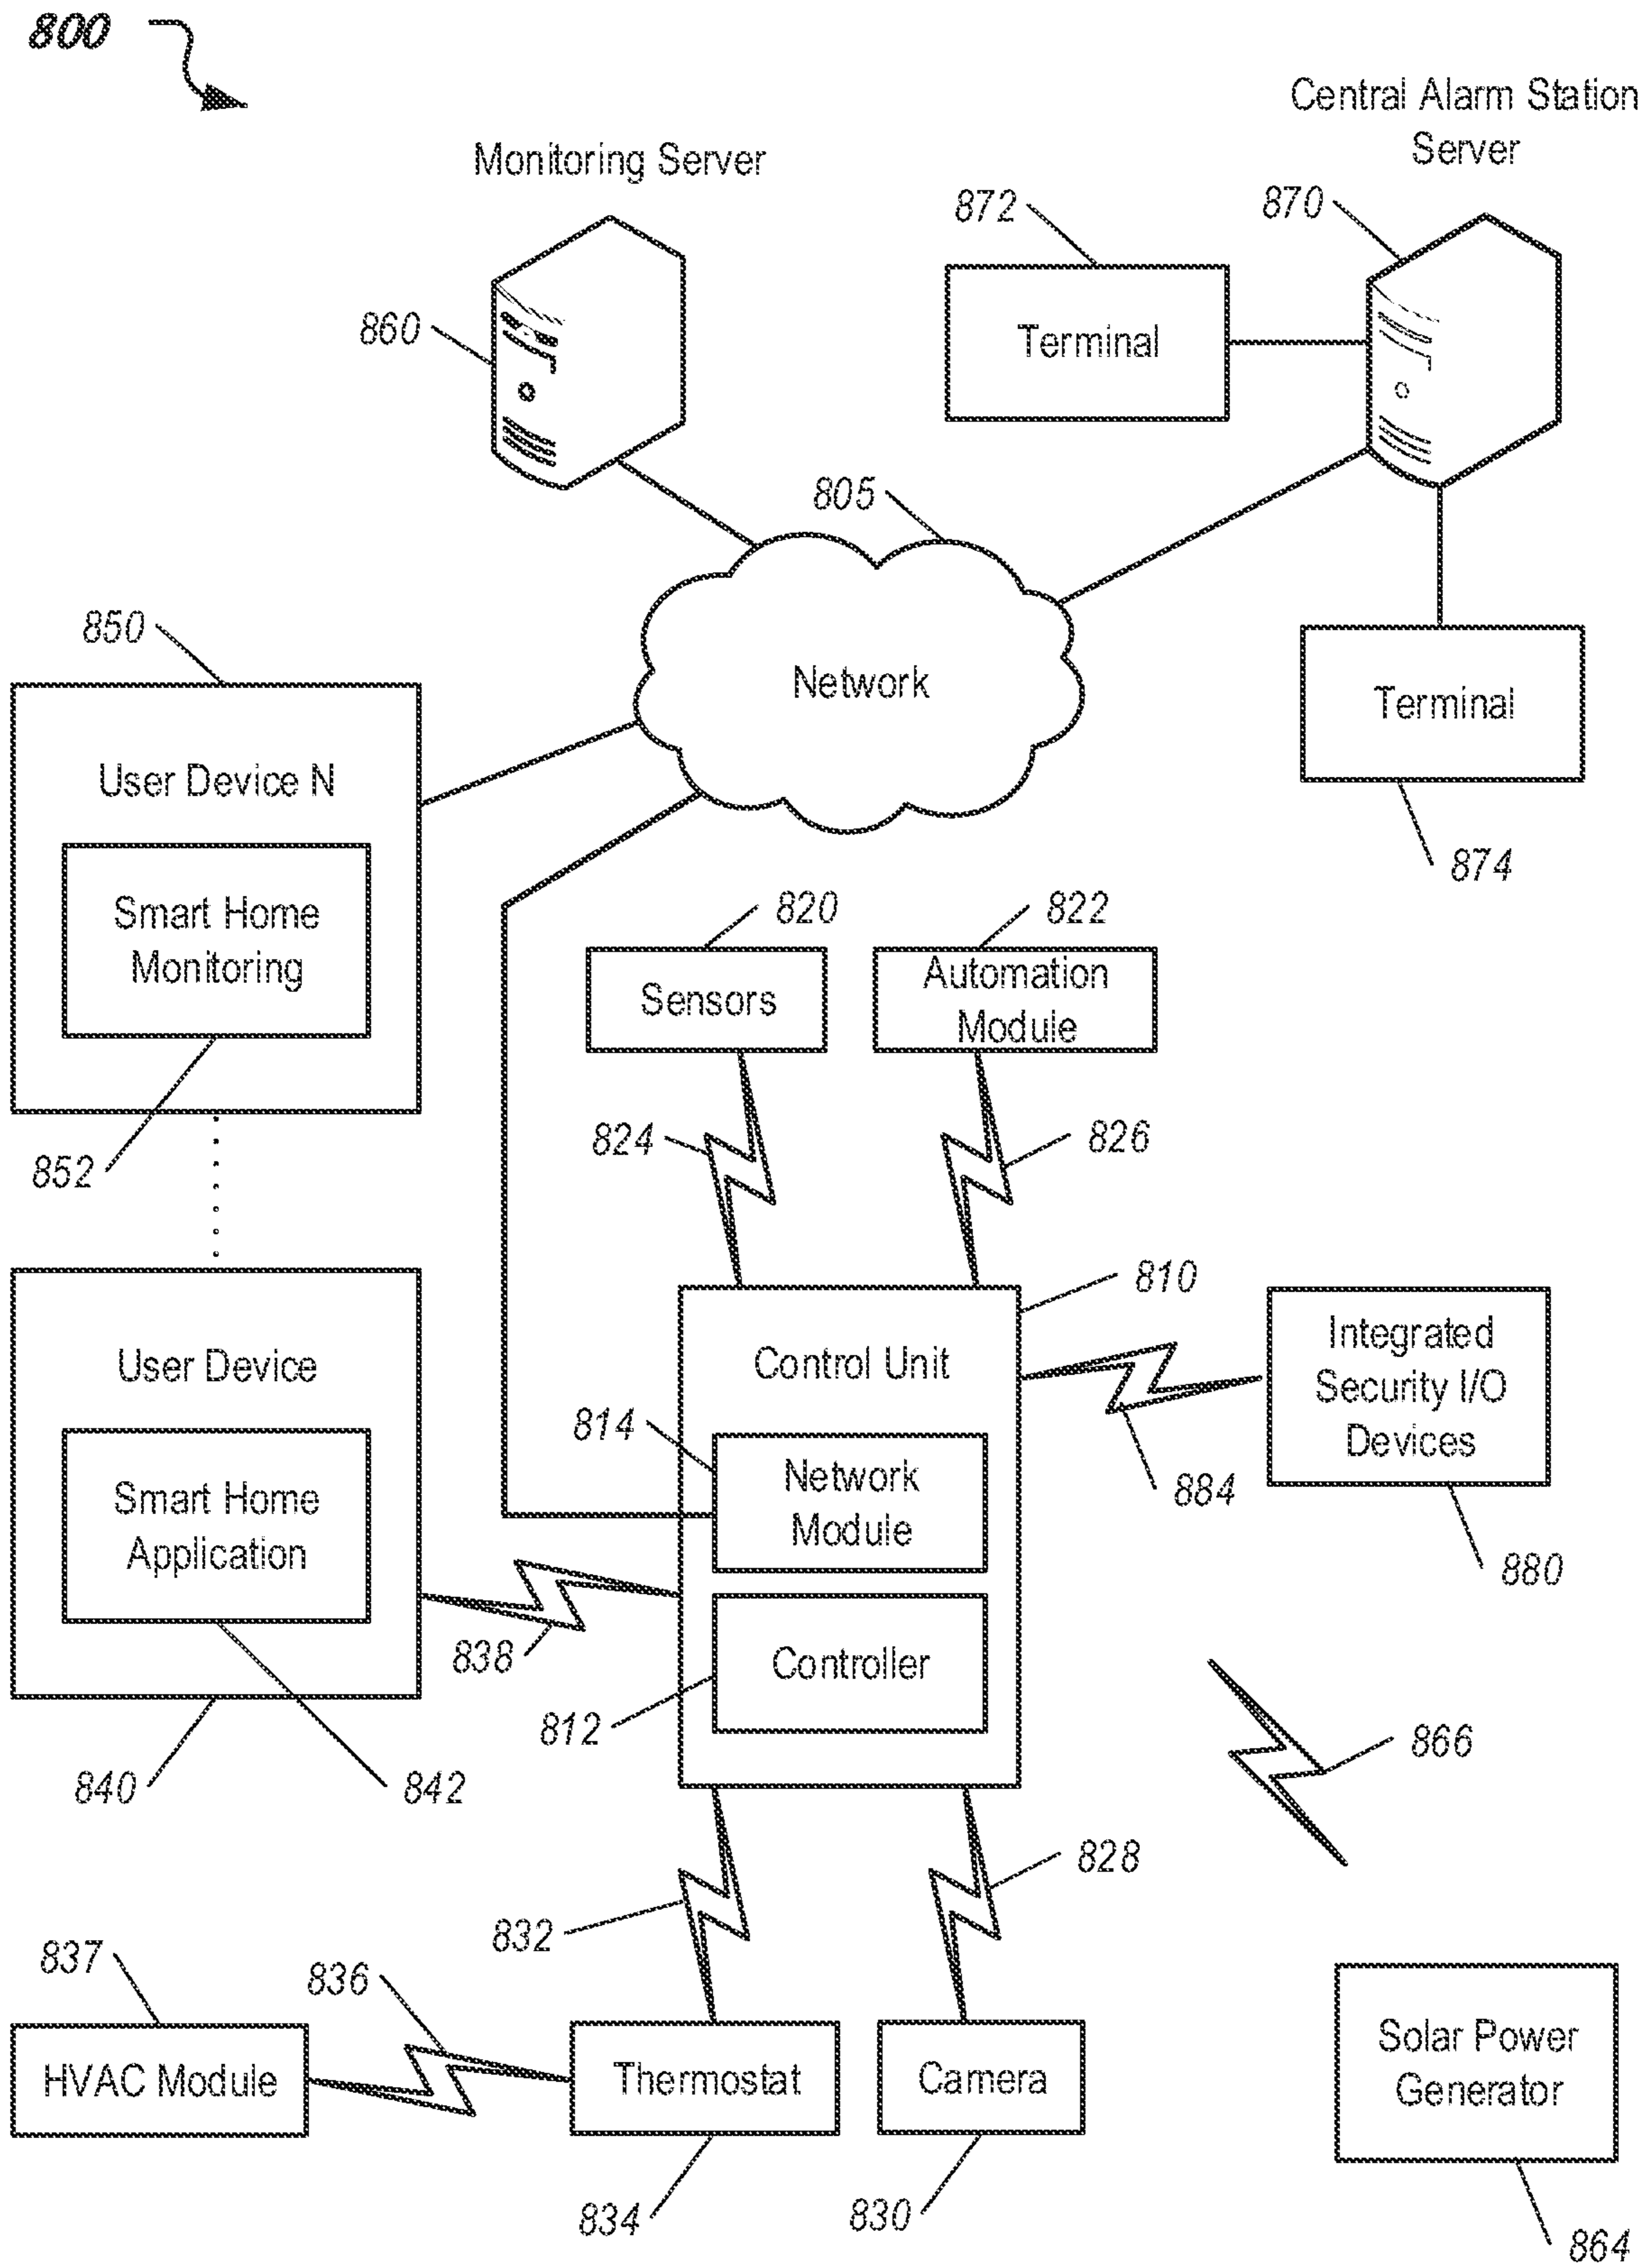 800
Central Alarm Station
Server
Monitoring Server
872
870
860
Terminal
805
850
Network
Terminal
User Device N
874
Smart Home
Monitoring
820
822
Sensors
Automation
Module
852
824
826
810
User Device
Control Unit
Integrated
Security I/O
Devices
814
Network
Module
884
Smart Home
Application
880
838
Controller
812
866
840
842
828
832
837
836
HVAC Module
Thermostat
Camera
Solar Power
Generator
834
830
864